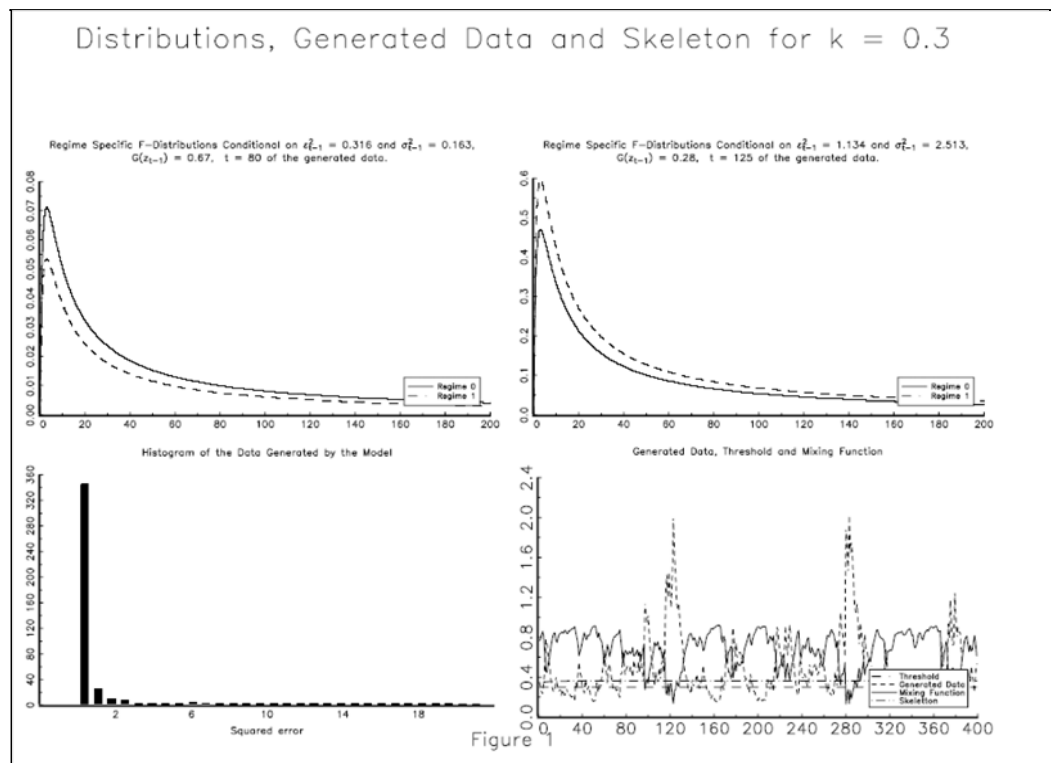 Distributions, Generated Data and Skeleton for k = 0.3
Regime Specific F-Distributions Conditional on ε²ₜ₋₁ = 0.316 and σ²ₜ₋₁ = 0.163,
G(zₜ₋₁) = 0.67, t = 80 of the generated data.
0.08
0.07
0.06
0.05
0.04
0.03
0.02
0.01
0.00
Regime 0
Regime 1
0 20 40 60 80 100 120 140 160 180 200
Regime Specific F-Distributions Conditional on ε²ₜ₋₁ = 1.134 and σ²ₜ₋₁ = 2.513,
G(zₜ₋₁) = 0.28, t = 125 of the generated data.
0.6
0.5
0.4
0.3
0.2
0.1
0.0
Regime 0
Regime 1
0 20 40 60 80 100 120 140 160 180 200
Histogram of the Data Generated by the Model
360
320
280
240
200
160
120
80
40
0
2 6 10 14 18
Squared error
Generated Data, Threshold and Mixing Function
2.4
2.0
1.6
1.2
0.8
0.4
0.0
Threshold
Generated Data
Mixing Function
Skeletton
0 40 80 120 160 200 240 280 320 360 400
Figure 1